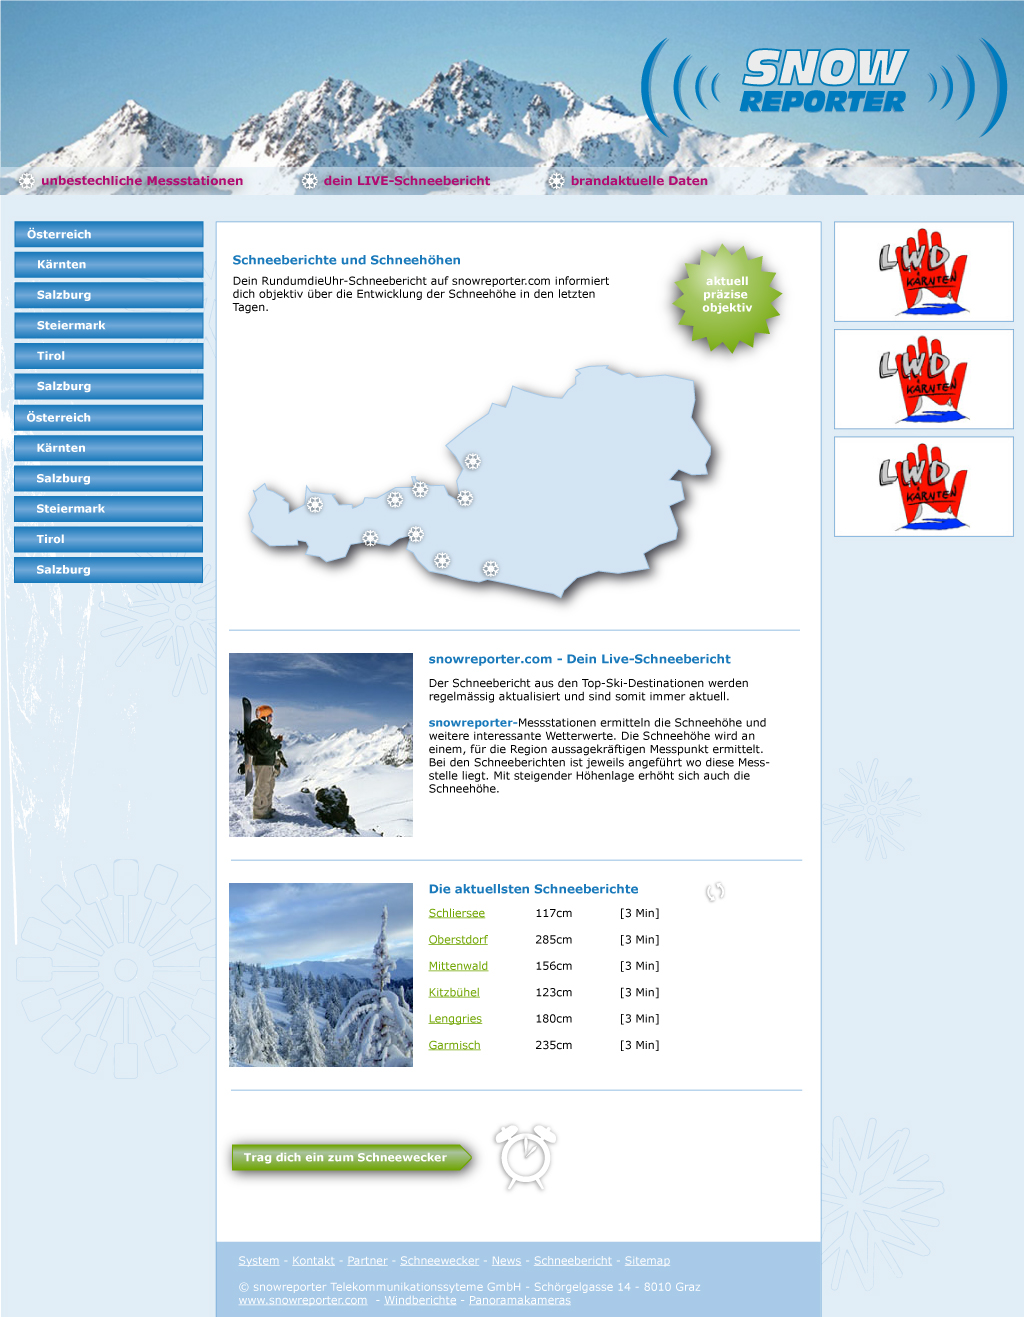 SNOW
REPORTER
unbestechliche Messstationen
dein LIVE-Schneebericht
brandaktuelle Daten
Österreich
Kärnten
Salzburg
Steiermark
Tirol
Salzburg
Österreich
Kärnten
Salzburg
Steiermark
Tirol
Salzburg
Schneeberichte und Schneehöhen
Dein RundumdieUhr-Schneebericht auf snowreporter.com informiert
dich objektiv über die Entwicklung der Schneehöhe in den letzten
Tagen.
aktuell
präzise
objektiv
snowreporter.com - Dein Live-Schneebericht
Der Schneebericht aus den Top-Ski-Destinationen werden
regelmässig aktualisiert und sind somit immer aktuell.
snowreporter-Messstationen ermitteln die Schneehöhe und
weitere interessante Wetterwerte. Die Schneehöhe wird an
einem, für die Region aussagekräftigen Messpunkt ermittelt.
Bei den Schneeberichten ist jeweils angeführt wo diese Mess-
stelle liegt. Mit steigender Höhenlage erhöht sich auch die
Schneehöhe.
Die aktuellsten Schneeberichte
Schliersee 117cm [3 Min]
Oberstdorf 285cm [3 Min]
Mittenwald 156cm [3 Min]
Kitzbühel 123cm [3 Min]
Lenggries 180cm [3 Min]
Garmisch 235cm [3 Min]
Trag dich ein zum Schneewecker
System - Kontakt - Partner - Schneewecker - News - Schneebericht - Sitemap
© snowreporter Telekommunikationssyteme GmbH - Schörgelgasse 14 - 8010 Graz
www.snowreporter.com - Windberichte - Panoramakameras
LWD
KÄRNTEN
LWD
KÄRNTEN
LWD
KÄRNTEN